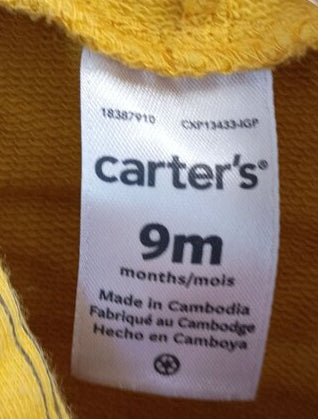 18387910 CXP13433-IGP
carter's®
9m
months/mois
Made in Cambodia
Fabriqué au Cambodge
Hecho en Camboya